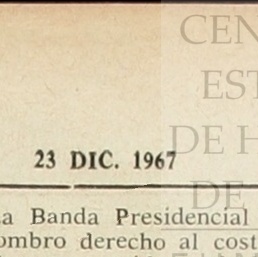 CEN
EST
DE H
DE
23 DIC. 1967
a Banda Presidencial
ombro derecho al cost